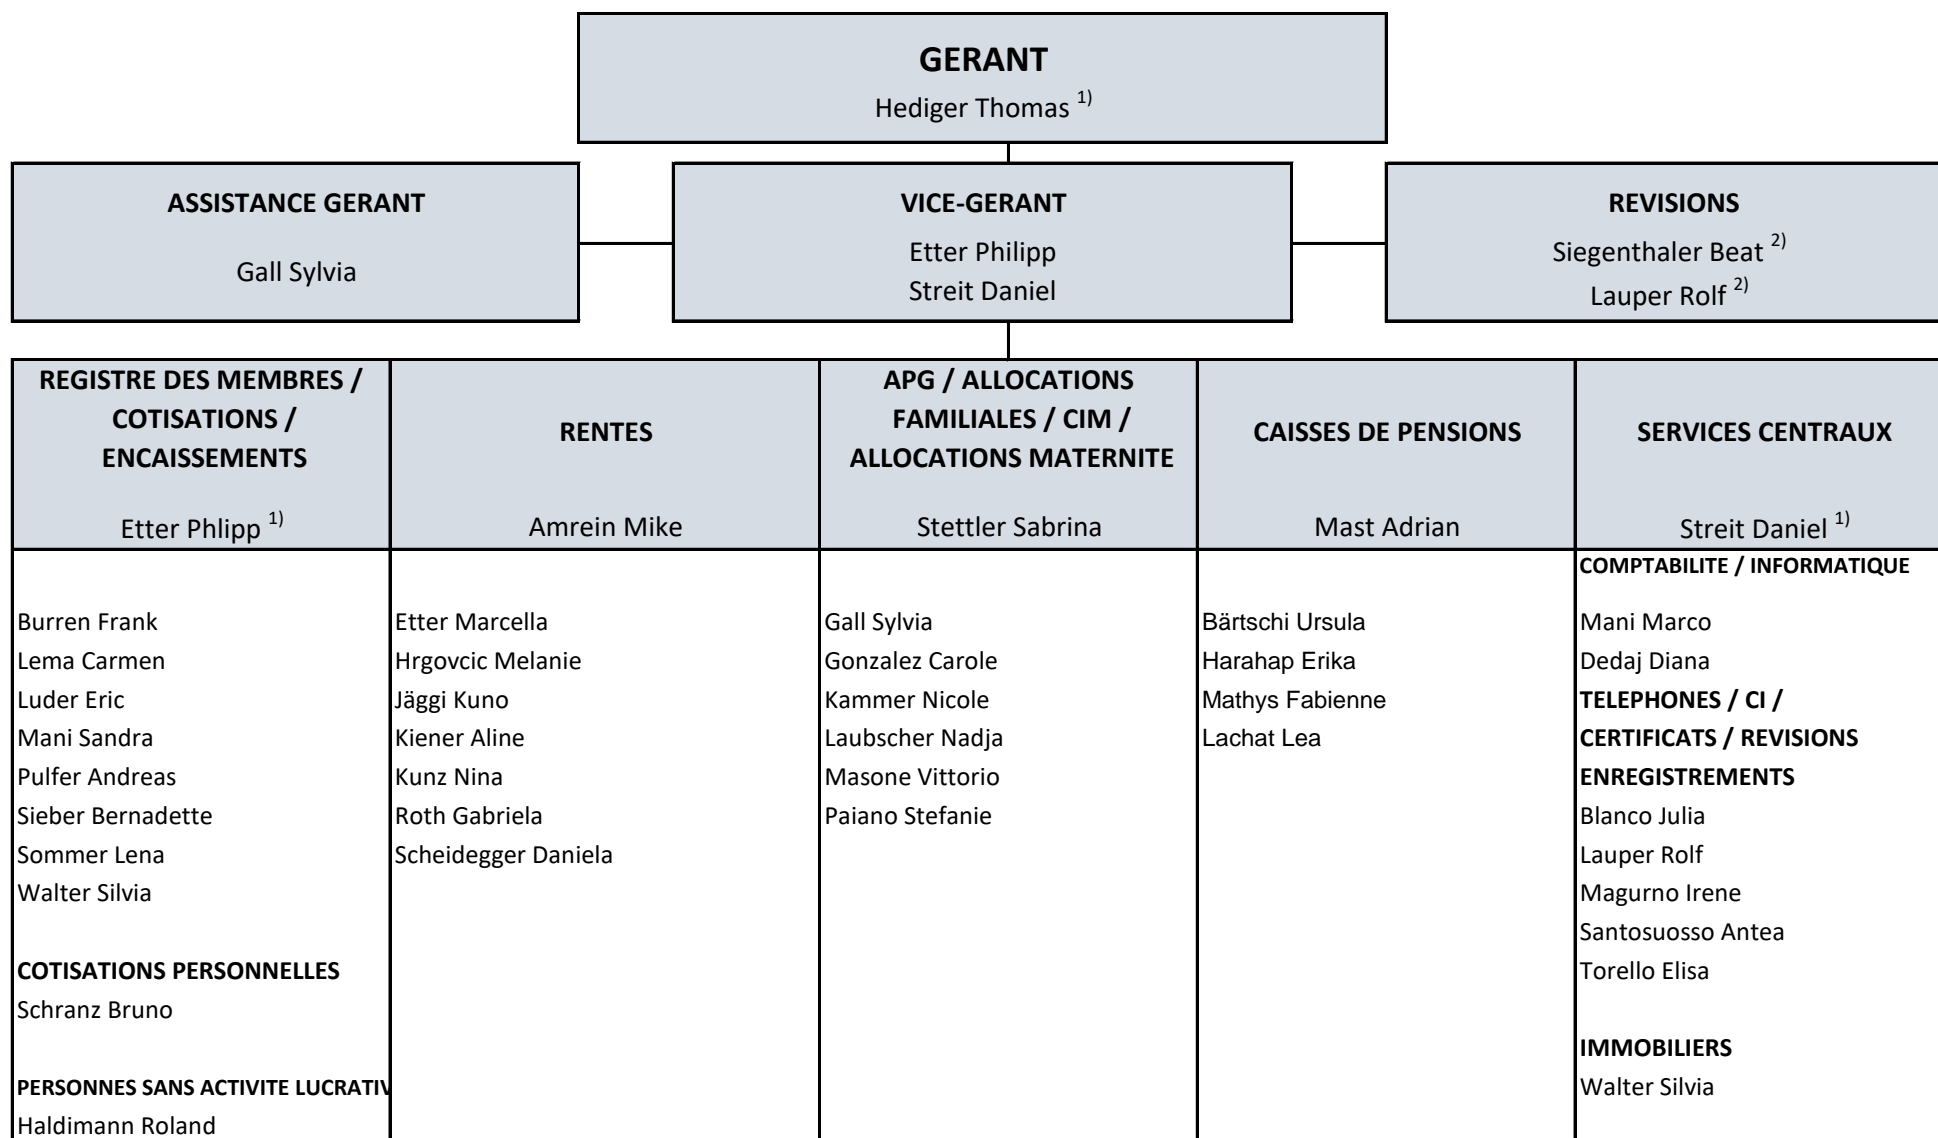 GERANT
Hediger Thomas 1)
ASSISTANCE GERANT
Gall Sylvia
VICE-GERANT
Etter Philipp
Streit Daniel
REVISIONS
Siegenthaler Beat 2)
Lauper Rolf 2)
REGISTRE DES MEMBRES /
COTISATIONS /
ENCAISSEMENTS
Etter Phlipp 1)
Burren Frank
Lema Carmen
Luder Eric
Mani Sandra
Pulfer Andreas
Sieber Bernadette
Sommer Lena
Walter Silvia
COTISATIONS PERSONNELLES
Schranz Bruno
PERSONNES SANS ACTIVITE LUCRATIV
Haldimann Roland
RENTES
Amrein Mike
Etter Marcella
Hrgovcic Melanie
Jäggi Kuno
Kiener Aline
Kunz Nina
Roth Gabriela
Scheidegger Daniela
APG / ALLOCATIONS
FAMILIALES / CIM /
ALLOCATIONS MATERNITE
Stettler Sabrina
Gall Sylvia
Gonzalez Carole
Kammer Nicole
Laubscher Nadja
Masone Vittorio
Paiano Stefanie
CAISSES DE PENSIONS
Mast Adrian
Bärtschi Ursula
Harahap Erika
Mathys Fabienne
Lachat Lea
SERVICES CENTRAUX
Streit Daniel 1)
COMPTABILITE / INFORMATIQUE
Mani Marco
Dedaj Diana
TELEPHONES / CI /
CERTIFICATS / REVISIONS
ENREGISTREMENTS
Blanco Julia
Lauper Rolf
Magurno Irene
Santosuosso Antea
Torello Elisa
IMMOBILIERS
Walter Silvia